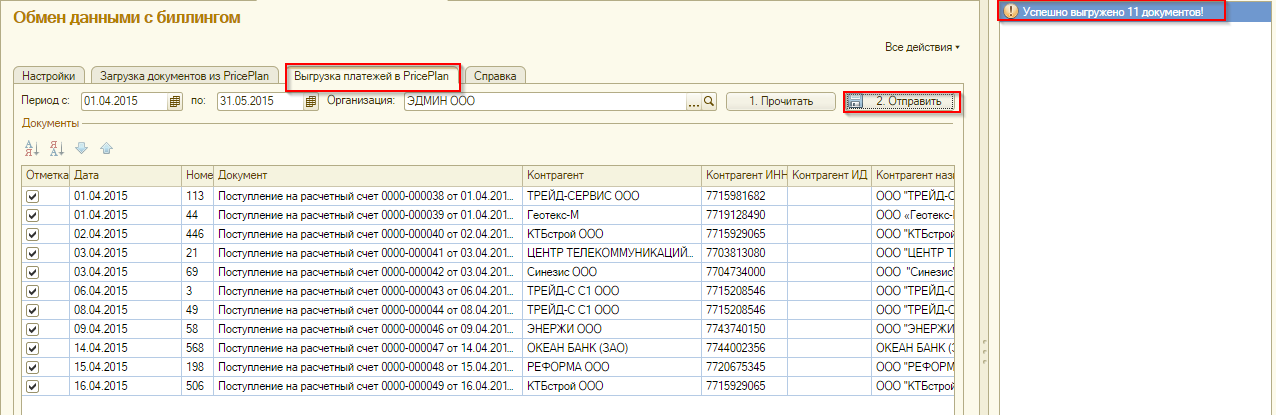 Обмен данными с биллингом
Успешно выгружено 11 документов!
Все действия
Настройки Загрузка документов из PricePlan Выгрузка платежей в PricePlan Справка
Период с: 01.04.2015 по: 31.05.2015 Организация: ЭДМИН ООО ... 1. Прочитать 2. Отправить
Документы
Отметка Дата Номе Документ Контрагент Контрагент ИНН Контрагент ИД Контрагент назі
01.04.2015 113 Поступление на расчетный счет 0000-000038 от 01.04.201... ТРЕЙД-СЕРВИС ООО 7715981682 ООО "ТРЕЙД-С
01.04.2015 44 Поступление на расчетный счет 0000-000039 от 01.04.201... Геотекс-М 7719128490 ООО «Геотекс-
02.04.2015 446 Поступление на расчетный счет 0000-000040 от 02.04.201... КТБстрой ООО 7715929065 ООО "КТБстро
03.04.2015 21 Поступление на расчетный счет 0000-000041 от 03.04.201... ЦЕНТР ТЕЛЕКОММУНИКАЦИЙ... 7703813080 ООО "ЦЕНТР Т
03.04.2015 69 Поступление на расчетный счет 0000-000042 от 03.04.201... Синезис ООО 7704734000 ООО "Синезис"
06.04.2015 3 Поступление на расчетный счет 0000-000043 от 06.04.201... ТРЕЙД-С С1 ООО 7715208546 ООО "ТРЕЙД-С
08.04.2015 49 Поступление на расчетный счет 0000-000044 от 08.04.201... ТРЕЙД-С С1 ООО 7715208546 ООО "ТРЕЙД-С
09.04.2015 58 Поступление на расчетный счет 0000-000046 от 09.04.201... ЭНЕРЖИ ООО 7743740150 ООО "ЭНЕРЖИ
14.04.2015 568 Поступление на расчетный счет 0000-000047 от 14.04.201... ОКЕАН БАНК (ЗАО) 7744002356 ОКЕАН БАНК (З
15.04.2015 198 Поступление на расчетный счет 0000-000048 от 15.04.201... РЕФОРМА ООО 7720675345 ООО "РЕФОРМ
16.04.2015 506 Поступление на расчетный счет 0000-000049 от 16.04.201... КТБстрой ООО 7715929065 ООО "КТБстро